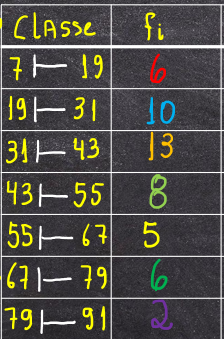 Classe fi
7 ⊢ 19 6
19 ⊢ 31 10
31 ⊢ 43 13
43 ⊢ 55 8
55 ⊢ 67 5
67 ⊢ 79 6
79 ⊢ 91 2